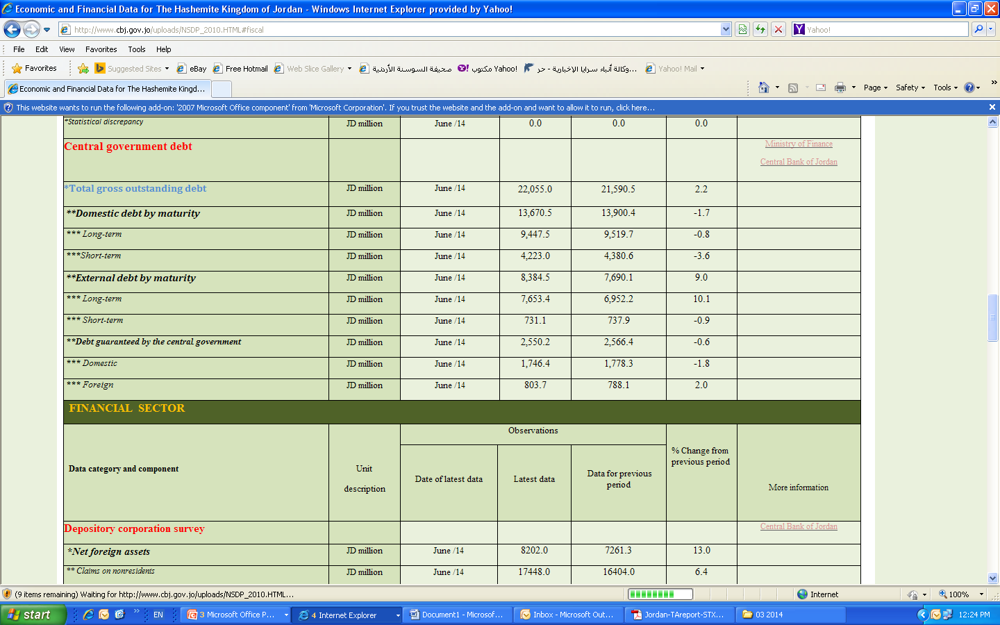 Economic and Financial Data for The Hashemite Kingdom of Jordan - Windows Internet Explorer provided by Yahoo!
http://www.cbj.gov.jo/uploads/NSDP_2010.HTML#fiscal
Yahoo!
File Edit View Favorites Tools Help
Favorites Suggested Sites eBay Free Hotmail Web Slice Gallery صحيفة السوسنة الأردنية Yahoo! مكتوب وكالة أنباء سرايا الإخبارية - حر... Yahoo! Mail
Economic and Financial Data for The Hashemite Kingd... Page Safety Tools
This website wants to run the following add-on: '2007 Microsoft Office component' from 'Microsoft Corporation'. If you trust the website and the add-on and want to allow it to run, click here...
*Statistical discrepancy JD million June /14 0.0 0.0 0.0
Central government debt Ministry of Finance
Central Bank of Jordan
*Total gross outstanding debt JD million June /14 22,055.0 21,590.5 2.2
**Domestic debt by maturity JD million June /14 13,670.5 13,900.4 -1.7
*** Long-term JD million June /14 9,447.5 9,519.7 -0.8
***Short-term JD million June /14 4,223.0 4,380.6 -3.6
**External debt by maturity JD million June /14 8,384.5 7,690.1 9.0
*** Long-term JD million June /14 7,653.4 6,952.2 10.1
*** Short-term JD million June /14 731.1 737.9 -0.9
**Debt guaranteed by the central government JD million June /14 2,550.2 2,566.4 -0.6
*** Domestic JD million June /14 1,746.4 1,778.3 -1.8
*** Foreign JD million June /14 803.7 788.1 2.0
FINANCIAL SECTOR
Observations
Data category and component
Unit
description
Date of latest data
Latest data
Data for previous
period
% Change from
previous period
More information
Depository corporation survey Central Bank of Jordan
*Net foreign assets JD million June /14 8202.0 7261.3 13.0
** Claims on nonresidents JD million June /14 17448.0 16404.0 6.4
(9 items remaining) Waiting for http://www.cbj.gov.jo/uploads/NSDP_2010.HTML... Internet 100%
start EN 3 Microsoft Office P... 4 Internet Explorer Document1 - Microsof... Inbox - Microsoft Out... Jordan-TAreport-STX... 03 2014 12:24 PM